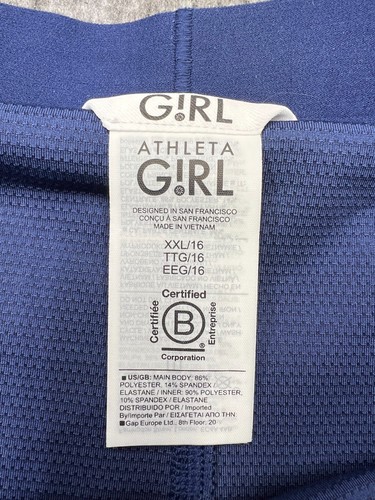 G!RL
ATHLETA
G!RL
DESIGNED IN SAN FRANCISCO
CONÇU À SAN FRANCISCO
MADE IN VIETNAM
XXL/16
TTG/16
EEG/16
Certified
Certifiée
B
Entreprise
Corporation
■ US/GB: MAIN BODY: 86%
POLYESTER, 14% SPANDEX
ELASTANE / INNER: 90% POLYESTER,
10% SPANDEX / ELASTANE
DISTRIBUIDO POR / Imported
By/Importe Par / ΕΙΣΑΓΕΤΑΙ ΑΠΟ ΤΗΝ
■ Gap Europe Ltd., 8th Floor, 20